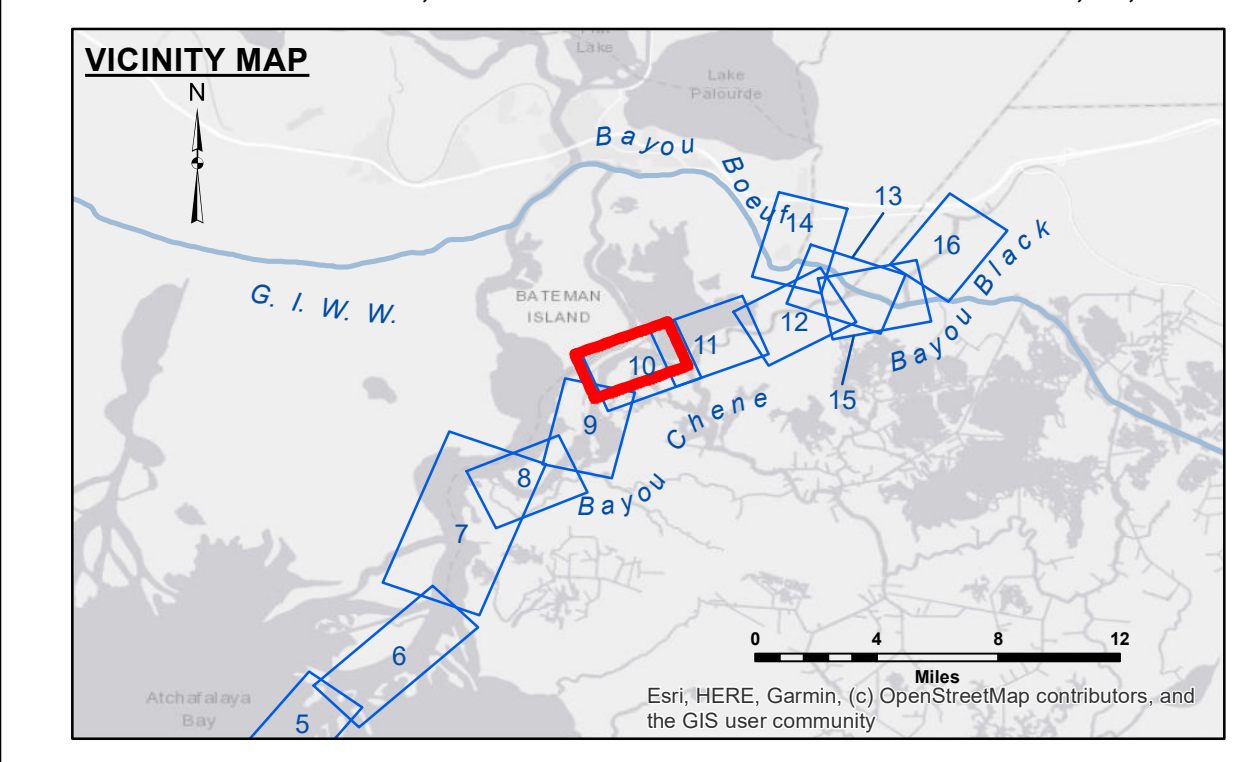 VICINITY MAP
N
Lake
Lake
Palourde
Bayou
Boeuf
G. I. W. W.
BATEMAN
ISLAND
14
13
16
Bayou Black
12
11
10
15
9
Bayou Chene
8
7
6
5
Atchafalaya
Bay
0 4 8 12
Miles
Esri, HERE, Garmin, (c) OpenStreetMap contributors, and
the GIS user community